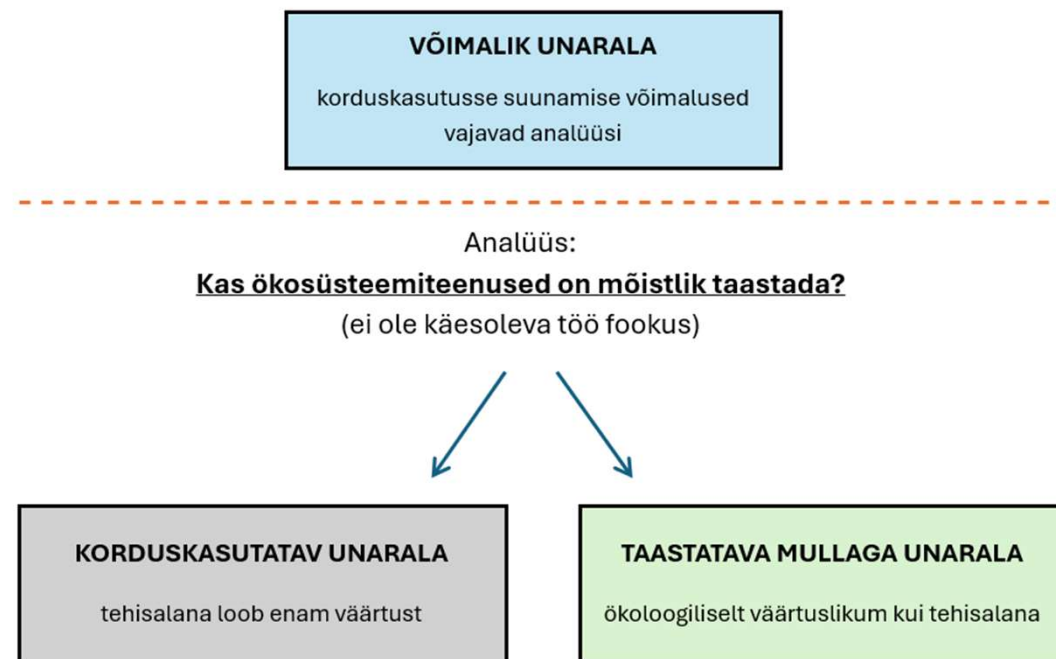 VÕIMALIK UNARALA
korduskasutusse suunamise võimalused
vajavad analüüsi
Analüüs:
Kas ökosüsteemiteenused on mõistlik taastada?
(ei ole käesoleva töö fookus)
KORDUSKASUTATAV UNARALA
tehisalana loob enam väärtust
TAASTATAVA MULLAGA UNARALA
ökoloogiliselt väärtuslikum kui tehisalana